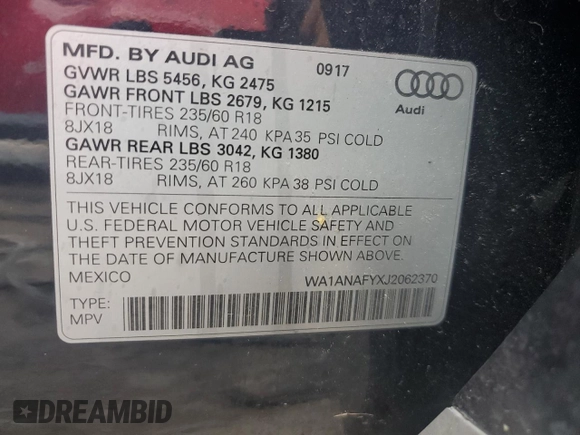 MFD. BY AUDI AG 09'17
GVWR LBS 5456, KG 2475
GAWR FRONT LBS 2679, KG 1215
FRONT-TIRES 235/60 R18
8JX18 RIMS, AT 240 KPA 35 PSI COLD
GAWR REAR LBS 3042, KG 1380
REAR-TIRES 235/60 R18
8JX18 RIMS, AT 260 KPA 38 PSI COLD
Audi
THIS VEHICLE CONFORMS TO ALL APPLICABLE
U.S. FEDERAL MOTOR VEHICLE SAFETY AND
THEFT PREVENTION STANDARDS IN EFFECT ON
THE DATE OF MANUFACTURE SHOWN ABOVE.
MEXICO WA1ANAFYXJ2062370
TYPE:
MPV
DREAMBID